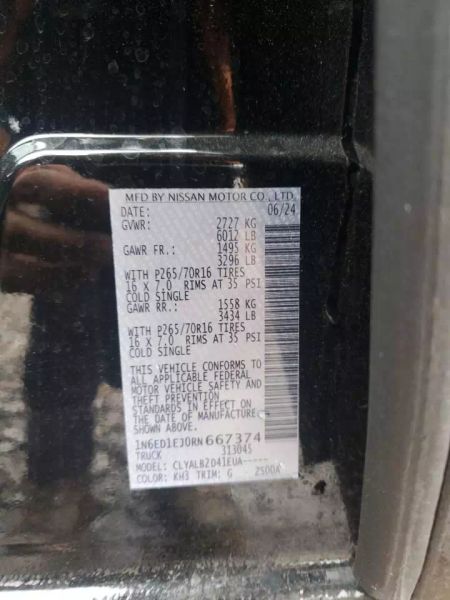 MFD BY NISSAN MOTOR CO., LTD.
DATE: 06/24
GVWR: 2727 KG
6012 LB
GAWR FR.: 1495 KG
3296 LB
WITH P265/70R16 TIRES
16 X 7.0 RIMS AT 35 PSI
COLD SINGLE
GAWR RR.: 1558 KG
3434 LB
WITH P265/70R16 TIRES
16 X 7.0 RIMS AT 35 PSI
COLD SINGLE
THIS VEHICLE CONFORMS TO
ALL APPLICABLE FEDERAL
MOTOR VEHICLE SAFETY AND
THEFT PREVENTION
STANDARDS IN EFFECT ON
THE DATE OF MANUFACTURE
SHOWN ABOVE.
1N6ED1EJ0RN667374
TRUCK 313045
MODEL: CLYALB2D41EUA-----
COLOR: KH3 TRIM: G 2500A